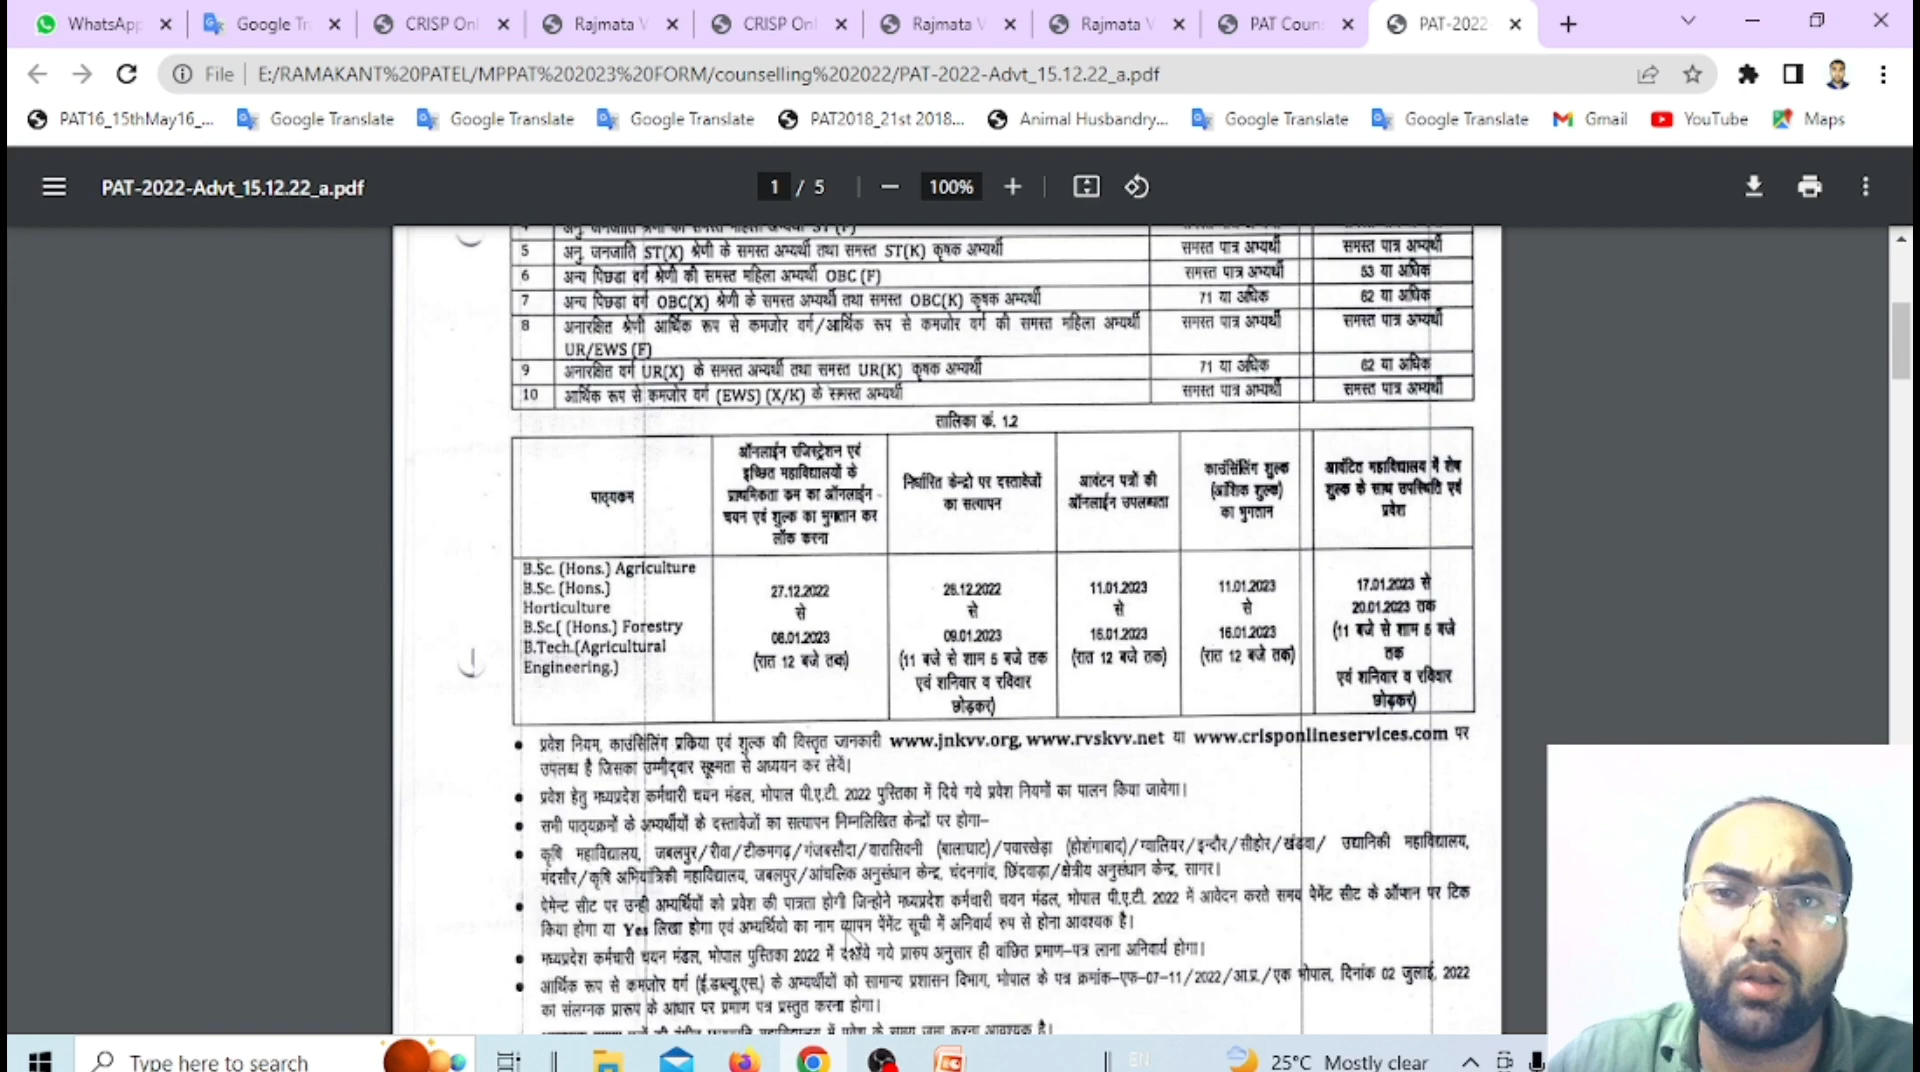 WhatsApp
Google Tr
CRISP Onl
Rajmata V
CRISP Onl
Rajmata V
Rajmata V
PAT Coun
PAT-2022-
File | E:/RAMAKANT%20PATEL/MPPAT%202023%20FORM/counselling%202022/PAT-2022-Advt_15.12.22_a.pdf
PAT16_15thMay16_...
Google Translate
Google Translate
Google Translate
PAT2018_21st 2018...
Animal Husbandry...
Google Translate
Google Translate
Gmail
YouTube
Maps
PAT-2022-Advt_15.12.22_a.pdf
1 / 5
100%
5 अनु. जनजाति ST(X) श्रेणी के समस्त अभ्यर्थी तथा समस्त ST(K) कृषक अभ्यर्थी समस्त पात्र अभ्यर्थी समस्त पात्र अभ्यर्थी
6 अन्य पिछडा वर्ग श्रेणी की समस्त महिला अभ्यर्थी OBC (F) समस्त पात्र अभ्यर्थी 53 या अधिक
7 अन्य पिछडा वर्ग OBC(X) श्रेणी के समस्त अभ्यर्थी तथा समस्त OBC(K) कृषक अभ्यर्थी 71 या अधिक 62 या अधिक
8 अनारक्षित श्रेणी आर्थिक रूप से कमजोर वर्ग/आर्थिक रूप से कमजोर वर्ग की समस्त महिला अभ्यर्थी समस्त पात्र अभ्यर्थी समस्त पात्र अभ्यर्थी
UR/EWS (F)
9 अनारक्षित वर्ग UR(X) के समस्त अभ्यर्थी तथा समस्त UR(K) कृषक अभ्यर्थी 71 या अधिक 62 या अधिक
10 आर्थिक रूप से कमजोर वर्ग (EWS) (X/K) के समस्त अभ्यर्थी समस्त पात्र अभ्यर्थी समस्त पात्र अभ्यर्थी
तालिका कं. 1.2
पाठ्यकम
ऑनलाईन रजिस्ट्रेशन एवं
इच्छित महाविद्यालयों के
प्राथमिकता कम का ऑनलाईन
चयन एवं शुल्क का भुगतान कर
लॉक करना
निर्धारित केन्द्रो पर दस्तावेजों
का सत्यापन
आवंटन पत्रों की
ऑनलाईन उपलब्धता
काउंसिलिंग शुल्क
(आंशिक शुल्क)
का भुगतान
आवंटित महाविद्यालय में शेष
शुल्क के साथ उपस्थिति एवं
प्रवेश
B.Sc. (Hons.) Agriculture
B.Sc. (Hons.)
Horticulture
B.Sc.( (Hons.) Forestry
B.Tech.(Agricultural
Engineering.)
27.12.2022
से
08.01.2023
(रात 12 बजे तक)
28.12.2022
से
09.01.2023
(11 बजे से शाम 5 बजे तक
एवं शनिवार व रविवार
छोड़कर)
11.01.2023
से
16.01.2023
(रात 12 बजे तक)
11.01.2023
से
16.01.2023
(रात 12 बजे तक)
17.01.2023 से
20.01.2023 तक
(11 बजे से शाम 5 बजे
तक
एवं शनिवार व रविवार
छोड़कर)
• प्रवेश नियम, काउंसिलिंग प्रकिया एवं शुल्क की विस्तृत जानकारी www.jnkvv.org, www.rvskvv.net या www.crisponlineservices.com पर
उपलब्ध है जिसका उम्मीद्वार सूक्ष्मता से अध्ययन कर लेवें।
• प्रवेश हेतु मध्यप्रदेश कर्मचारी चयन मंडल, भोपाल पी.ए.टी. 2022 पुस्तिका में दिये गये प्रवेश नियमों का पालन किया जावेगा।
• सभी पाठ्यक्रमों के अभ्यर्थीयों के दस्तावेजों का सत्यापन निम्नलिखित केन्द्रों पर होगा–
• कृषि महाविद्यालय, जबलपुर/रीवा/टीकमगढ़/गंजबसौदा/वारासिवनी (बालाघाट)/पवारखेड़ा (होशंगाबाद)/ग्वालियर/इन्दौर/सीहोर/खंडवा/ उद्यानिकी महाविद्यालय,
मंदसौर/कृषि अभियांत्रिकी महाविद्यालय, जबलपुर/आंचलिक अनुसंधान केन्द्र, चंदनगांव, छिंदवाड़ा/क्षेत्रीय अनुसंधान केन्द्र, सागर।
• पेमेन्ट सीट पर उन्ही अभ्यर्थियों को प्रवेश की पात्रता होगी जिन्होने मध्यप्रदेश कर्मचारी चयन मंडल, भोपाल पी.ए.टी. 2022 में आवेदन करते समय पेमेंट सीट के ऑप्शन पर टिक
किया होगा या Yes लिखा होगा एवं अभ्यर्थियो का नाम व्यापम पेंमेंट सूची में अनिवार्य रुप से होना आवश्यक है।
• मध्यप्रदेश कर्मचारी चयन मंडल, भोपाल पुस्तिका 2022 में दर्शाये गये प्रारुप अनुसार ही वांछित प्रमाण–पत्र लाना अनिवार्य होगा।
• आर्थिक रूप से कमजोर वर्ग (ई.डब्ल्यू.एस.) के अभ्यर्थीयों को सामान्य प्रशासन विभाग, भोपाल के पत्र क्रमांक–एफ–07–11/2022/आ.प्र./एक भोपाल, दिनांक 02 जुलाई, 2022
का संलग्नक प्रारूप के आधार पर प्रमाण पत्र प्रस्तुत करना होगा।
Type here to search
EN
25°C Mostly clear